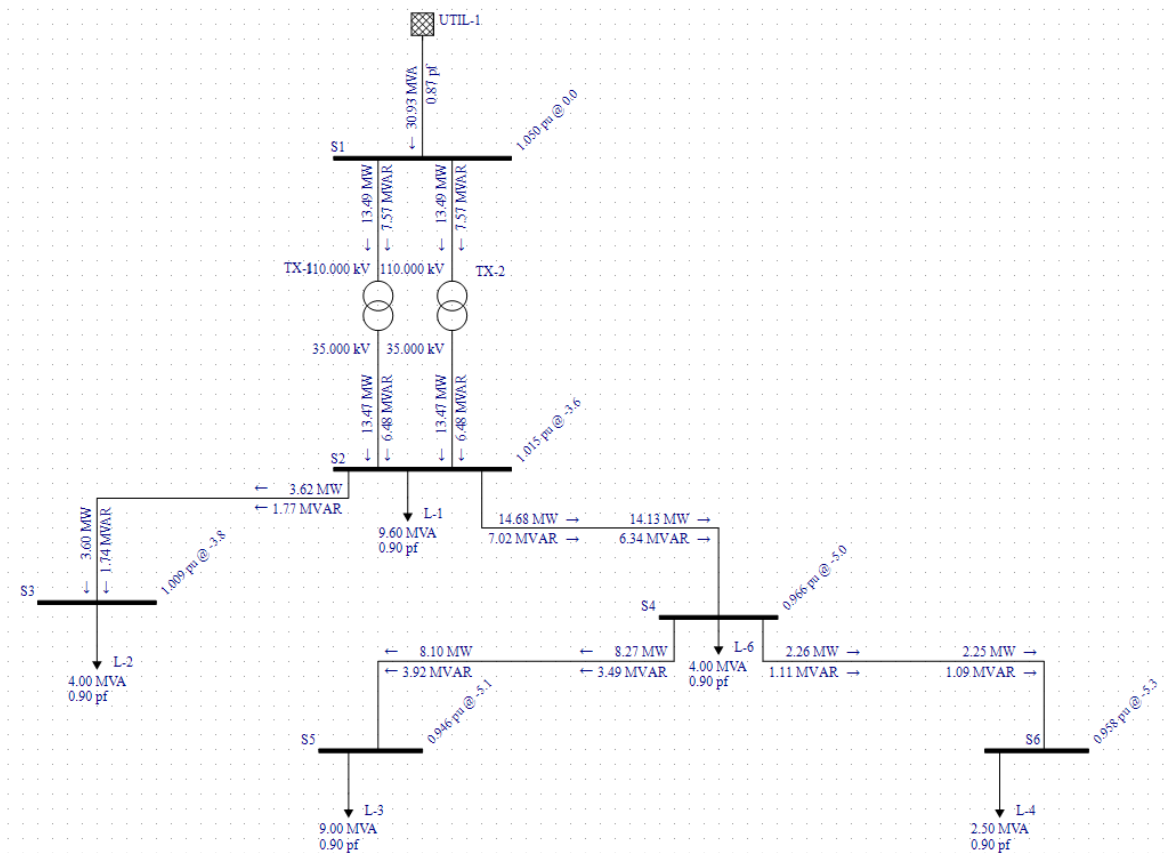 UTIL-1
30.93 MVA
0.87 pf
S1
1.050 pu @ 0.0
13.49 MW
7.57 MVAR
13.49 MW
7.57 MVAR
TX-1
110.000 kV
110.000 kV
TX-2
35.000 kV
35.000 kV
13.47 MW
6.48 MVAR
13.47 MW
6.48 MVAR
S2
1.015 pu @ -3.6
← 3.62 MW
← 1.77 MVAR
L-1
9.60 MVA
0.90 pf
14.68 MW →
7.02 MVAR →
14.13 MW →
6.34 MVAR →
3.60 MW
1.74 MVAR
S3
1.009 pu @ -3.8
L-2
4.00 MVA
0.90 pf
S4
0.966 pu @ -5.0
L-6
4.00 MVA
0.90 pf
← 8.10 MW
← 3.92 MVAR
← 8.27 MW
← 3.49 MVAR
2.26 MW →
1.11 MVAR →
2.25 MW →
1.09 MVAR →
S5
0.946 pu @ -5.1
L-3
9.00 MVA
0.90 pf
S6
0.958 pu @ -5.3
L-4
2.50 MVA
0.90 pf